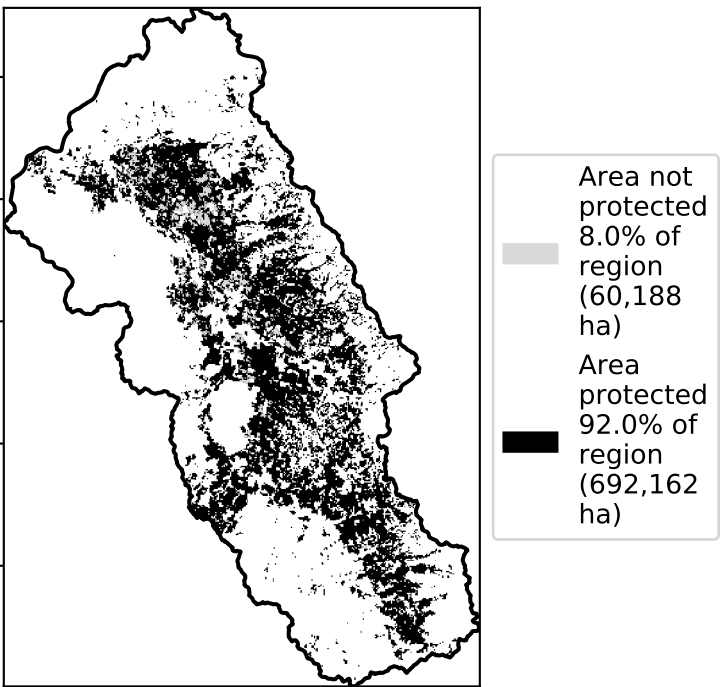 Area not
protected
8.0% of
region
(60,188
ha)
Area
protected
92.0% of
region
(692,162
ha)